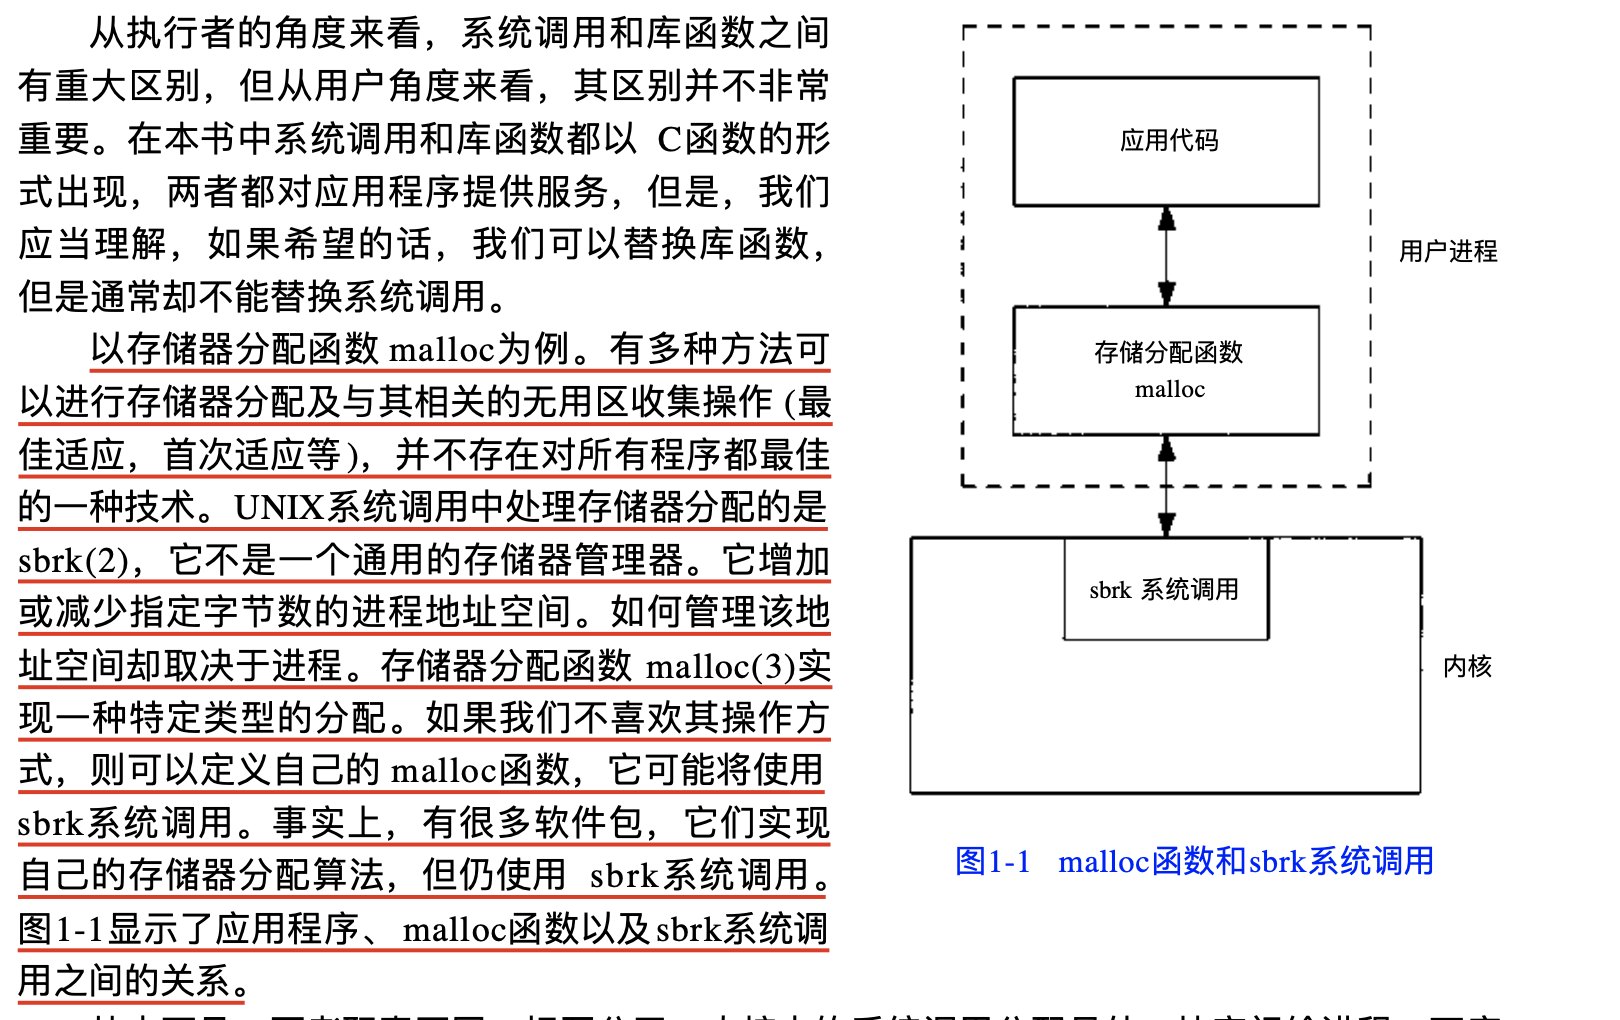 从执行者的角度来看，系统调用和库函数之间
有重大区别，但从用户角度来看，其区别并不非常
重要。在本书中系统调用和库函数都以 C函数的形
式出现，两者都对应用程序提供服务，但是，我们
应当理解，如果希望的话，我们可以替换库函数，
但是通常却不能替换系统调用。
以存储器分配函数 malloc为例。有多种方法可
以进行存储器分配及与其相关的无用区收集操作 (最
佳适应，首次适应等)，并不存在对所有程序都最佳
的一种技术。UNIX系统调用中处理存储器分配的是
sbrk(2)，它不是一个通用的存储器管理器。它增加
或减少指定字节数的进程地址空间。如何管理该地
址空间却取决于进程。存储器分配函数 malloc(3)实
现一种特定类型的分配。如果我们不喜欢其操作方
式，则可以定义自己的 malloc函数，它可能将使用
sbrk系统调用。事实上，有很多软件包，它们实现
自己的存储器分配算法，但仍使用 sbrk系统调用。
图1-1显示了应用程序、 malloc函数以及sbrk系统调
用之间的关系。
应用代码
用户进程
存储分配函数
malloc
sbrk 系统调用
内核
图1-1 malloc函数和sbrk系统调用